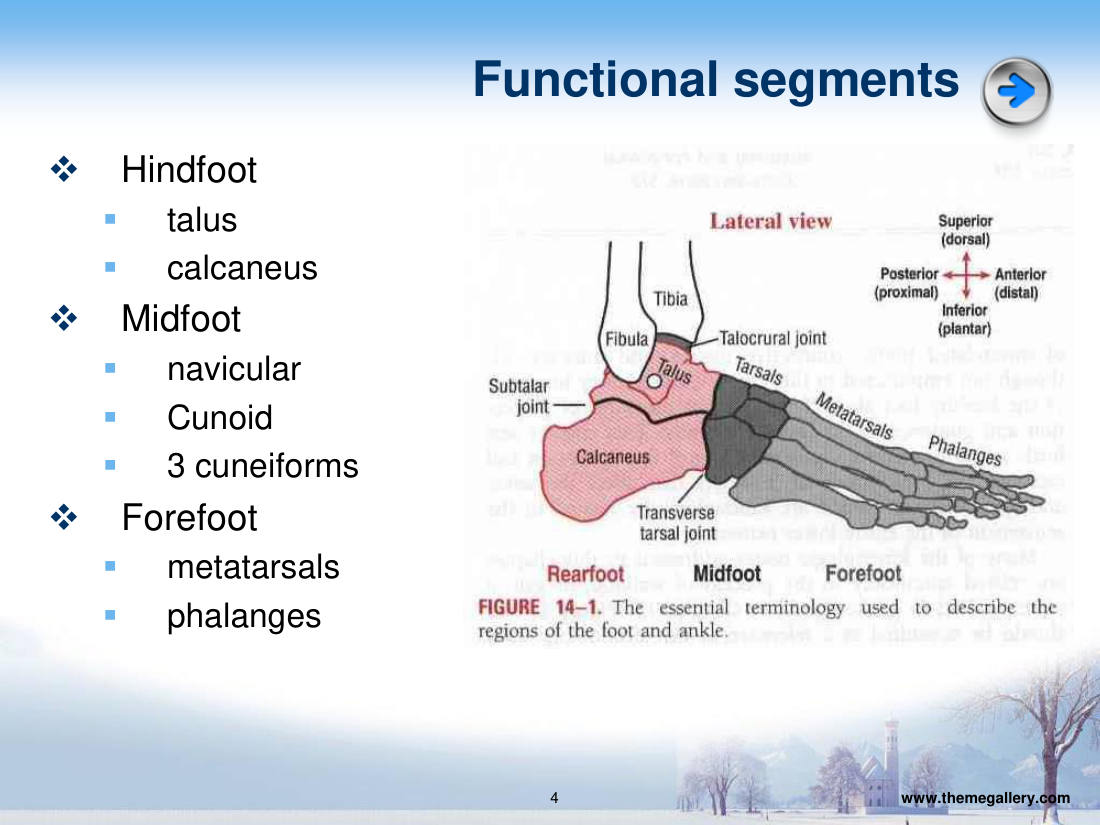 Functional segments
Hindfoot
talus
calcaneus
Midfoot
navicular
Cunoid
3 cuneiforms
Forefoot
metatarsals
phalanges
Lateral view
Superior
(dorsal)
Posterior
(proximal)
Anterior
(distal)
Inferior
(plantar)
Tibia
Fibula
Talocrural joint
Talus
Tarsals
Subtalar
joint
Metatarsals
Phalanges
Calcaneus
Transverse
tarsal joint
Rearfoot Midfoot Forefoot
FIGURE 14–1. The essential terminology used to describe the
regions of the foot and ankle.
4
www.themegallery.com